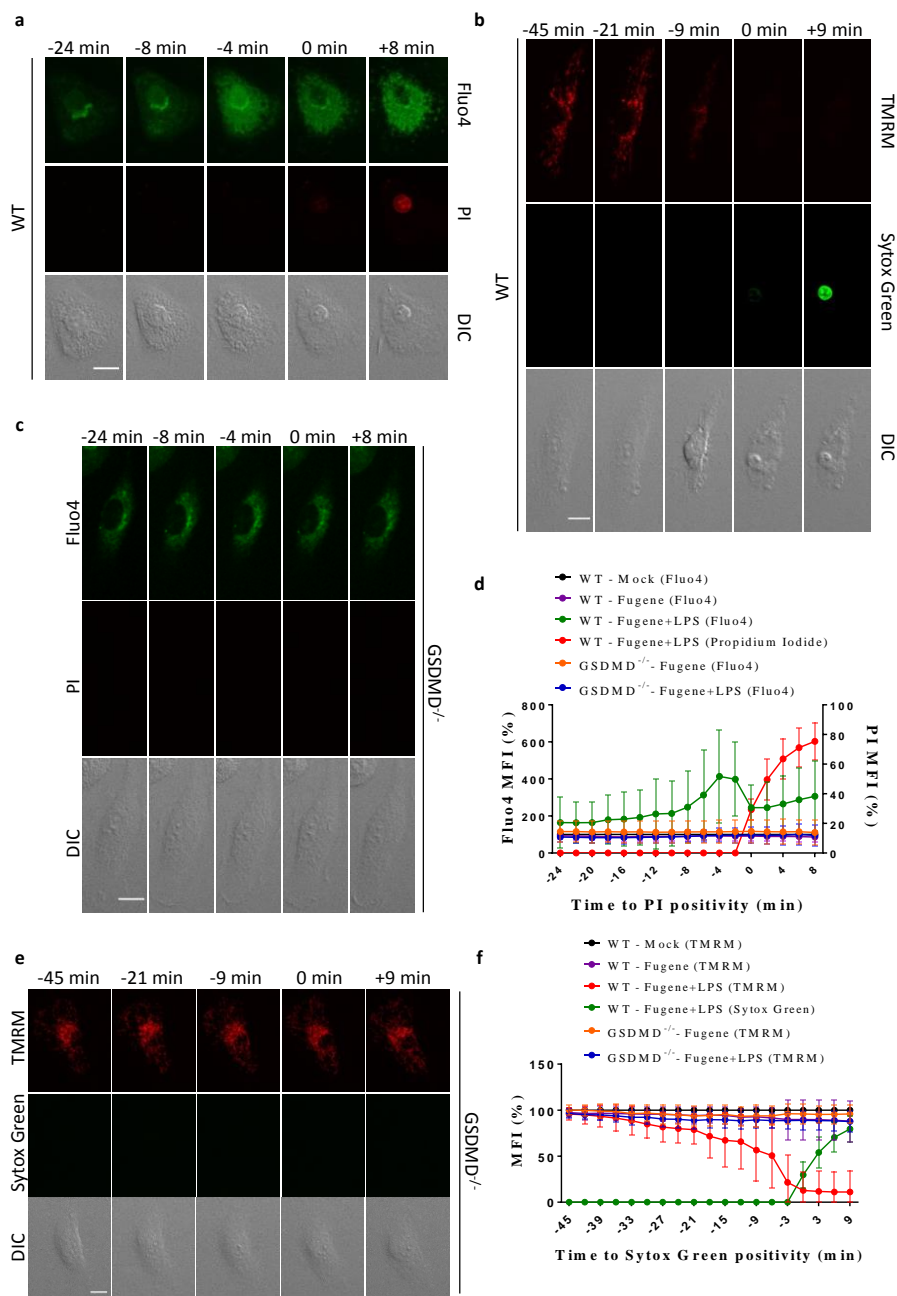 a
-24 min -8 min -4 min 0 min +8 min
WT
Fluo4
PI
DIC
b
-45 min -21 min -9 min 0 min +9 min
WT
TMRM
Sytox Green
DIC
c
-24 min -8 min -4 min 0 min +8 min
Fluo4
PI
DIC
GSDMD-/-
d
WT - Mock (Fluo4)
WT - Fugene (Fluo4)
WT - Fugene+LPS (Fluo4)
WT - Fugene+LPS (Propidium Iodide)
GSDMD-/- - Fugene (Fluo4)
GSDMD-/- - Fugene+LPS (Fluo4)
Fluo4 MFI (%)
800
600
400
200
0
PI MFI (%)
100
80
60
40
20
0
-24 -20 -16 -12 -8 -4 0 4 8
Time to PI positivity (min)
e
-45 min -21 min -9 min 0 min +9 min
TMRM
Sytox Green
DIC
GSDMD-/-
f
WT - Mock (TMRM)
WT - Fugene (TMRM)
WT - Fugene+LPS (TMRM)
WT - Fugene+LPS (Sytox Green)
GSDMD-/- - Fugene (TMRM)
GSDMD-/- - Fugene+LPS (TMRM)
MFI (%)
150
100
50
0
-45 -39 -33 -27 -21 -15 -9 -3 3 9
Time to Sytox Green positivity (min)